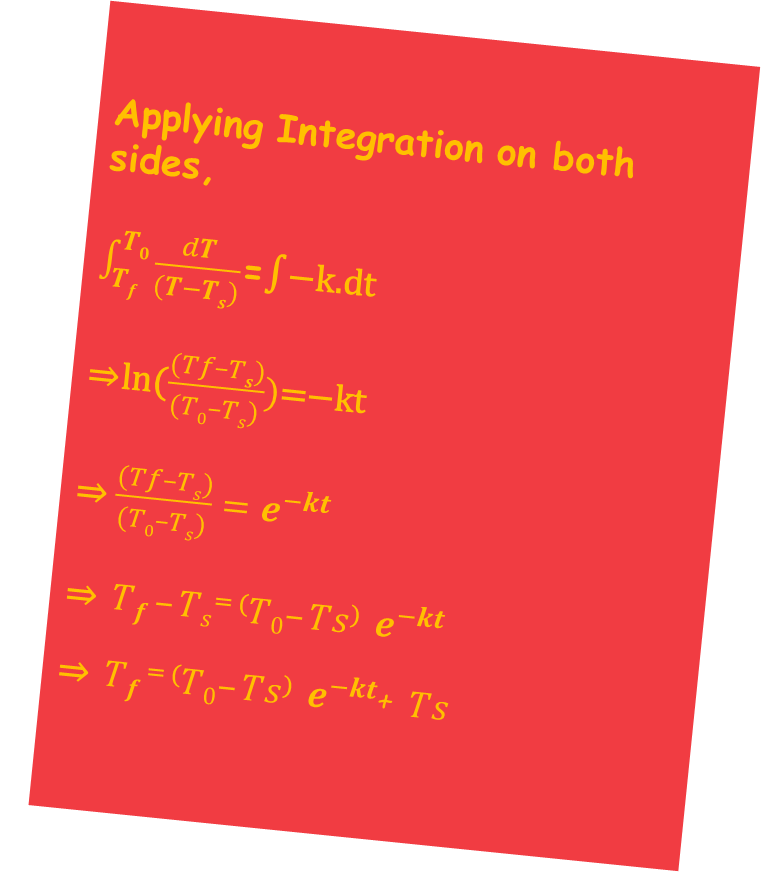 Applying Integration on both
sides,
∫_{T_f}^{T_0} dT/(T−T_s) = ∫ −k.dt
⇒ln((Tf−T_s)/(T_0−T_s))=−kt
⇒ (Tf−T_s)/(T_0−T_s) = e^{−kt}
⇒ T_f −T_s = (T_0− Ts) e^{−kt}
⇒ T_f = (T_0− Ts) e^{−kt} + Ts